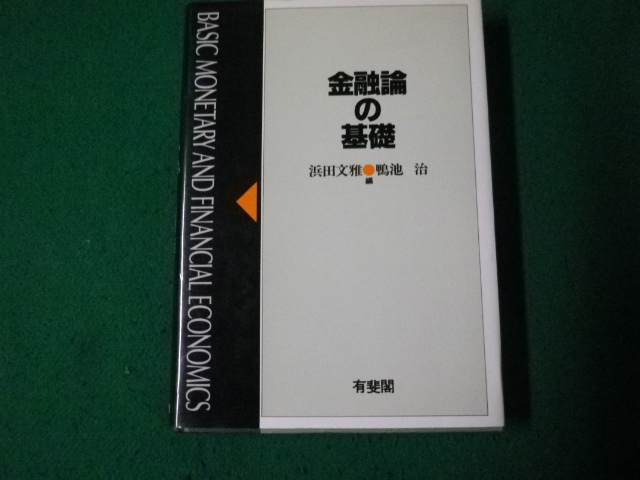 BASIC MONETARY AND FINANCIAL ECONOMICS
金融論
の
基礎
浜田文雅●鴨池 治
編
有斐閣